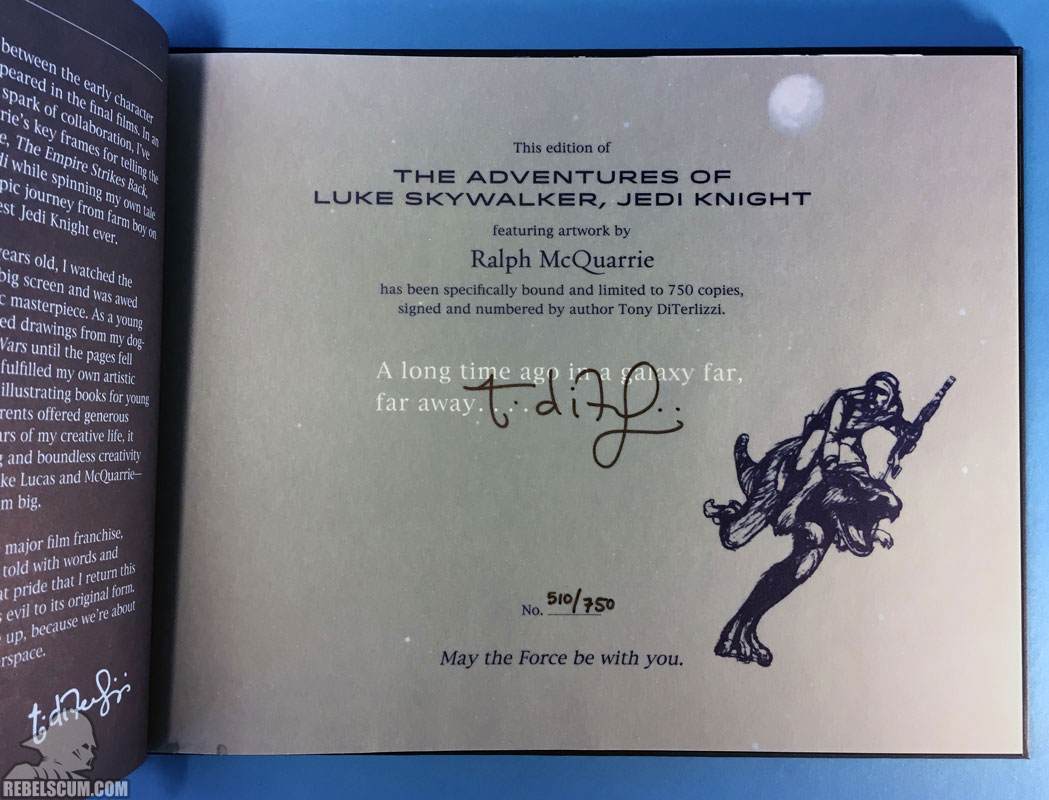 between the early character
peared in the final films. In an
spark of collaboration, I've
rie's key frames for telling the
e, The Empire Strikes Back,
di while spinning my own tale
pic journey from farm boy on
est Jedi Knight ever.
years old, I watched the
big screen and was awed
c masterpiece. As a young
ed drawings from my dog-
Wars until the pages fell
fulfilled my own artistic
illustrating books for young
rents offered generous
ars of my creative life, it
g and boundless creativity
ke Lucas and McQuarrie—
m big.
major film franchise,
told with words and
at pride that I return this
s evil to its original form.
up, because we're about
rspace.
t. diTerlizzi
This edition of
THE ADVENTURES OF
LUKE SKYWALKER, JEDI KNIGHT
featuring artwork by
Ralph McQuarrie
has been specifically bound and limited to 750 copies,
signed and numbered by author Tony DiTerlizzi.
A long time ago in a galaxy far,
far away. . . .
t. diTerlizzi
No. 510/750
May the Force be with you.
REBELSCUM.COM